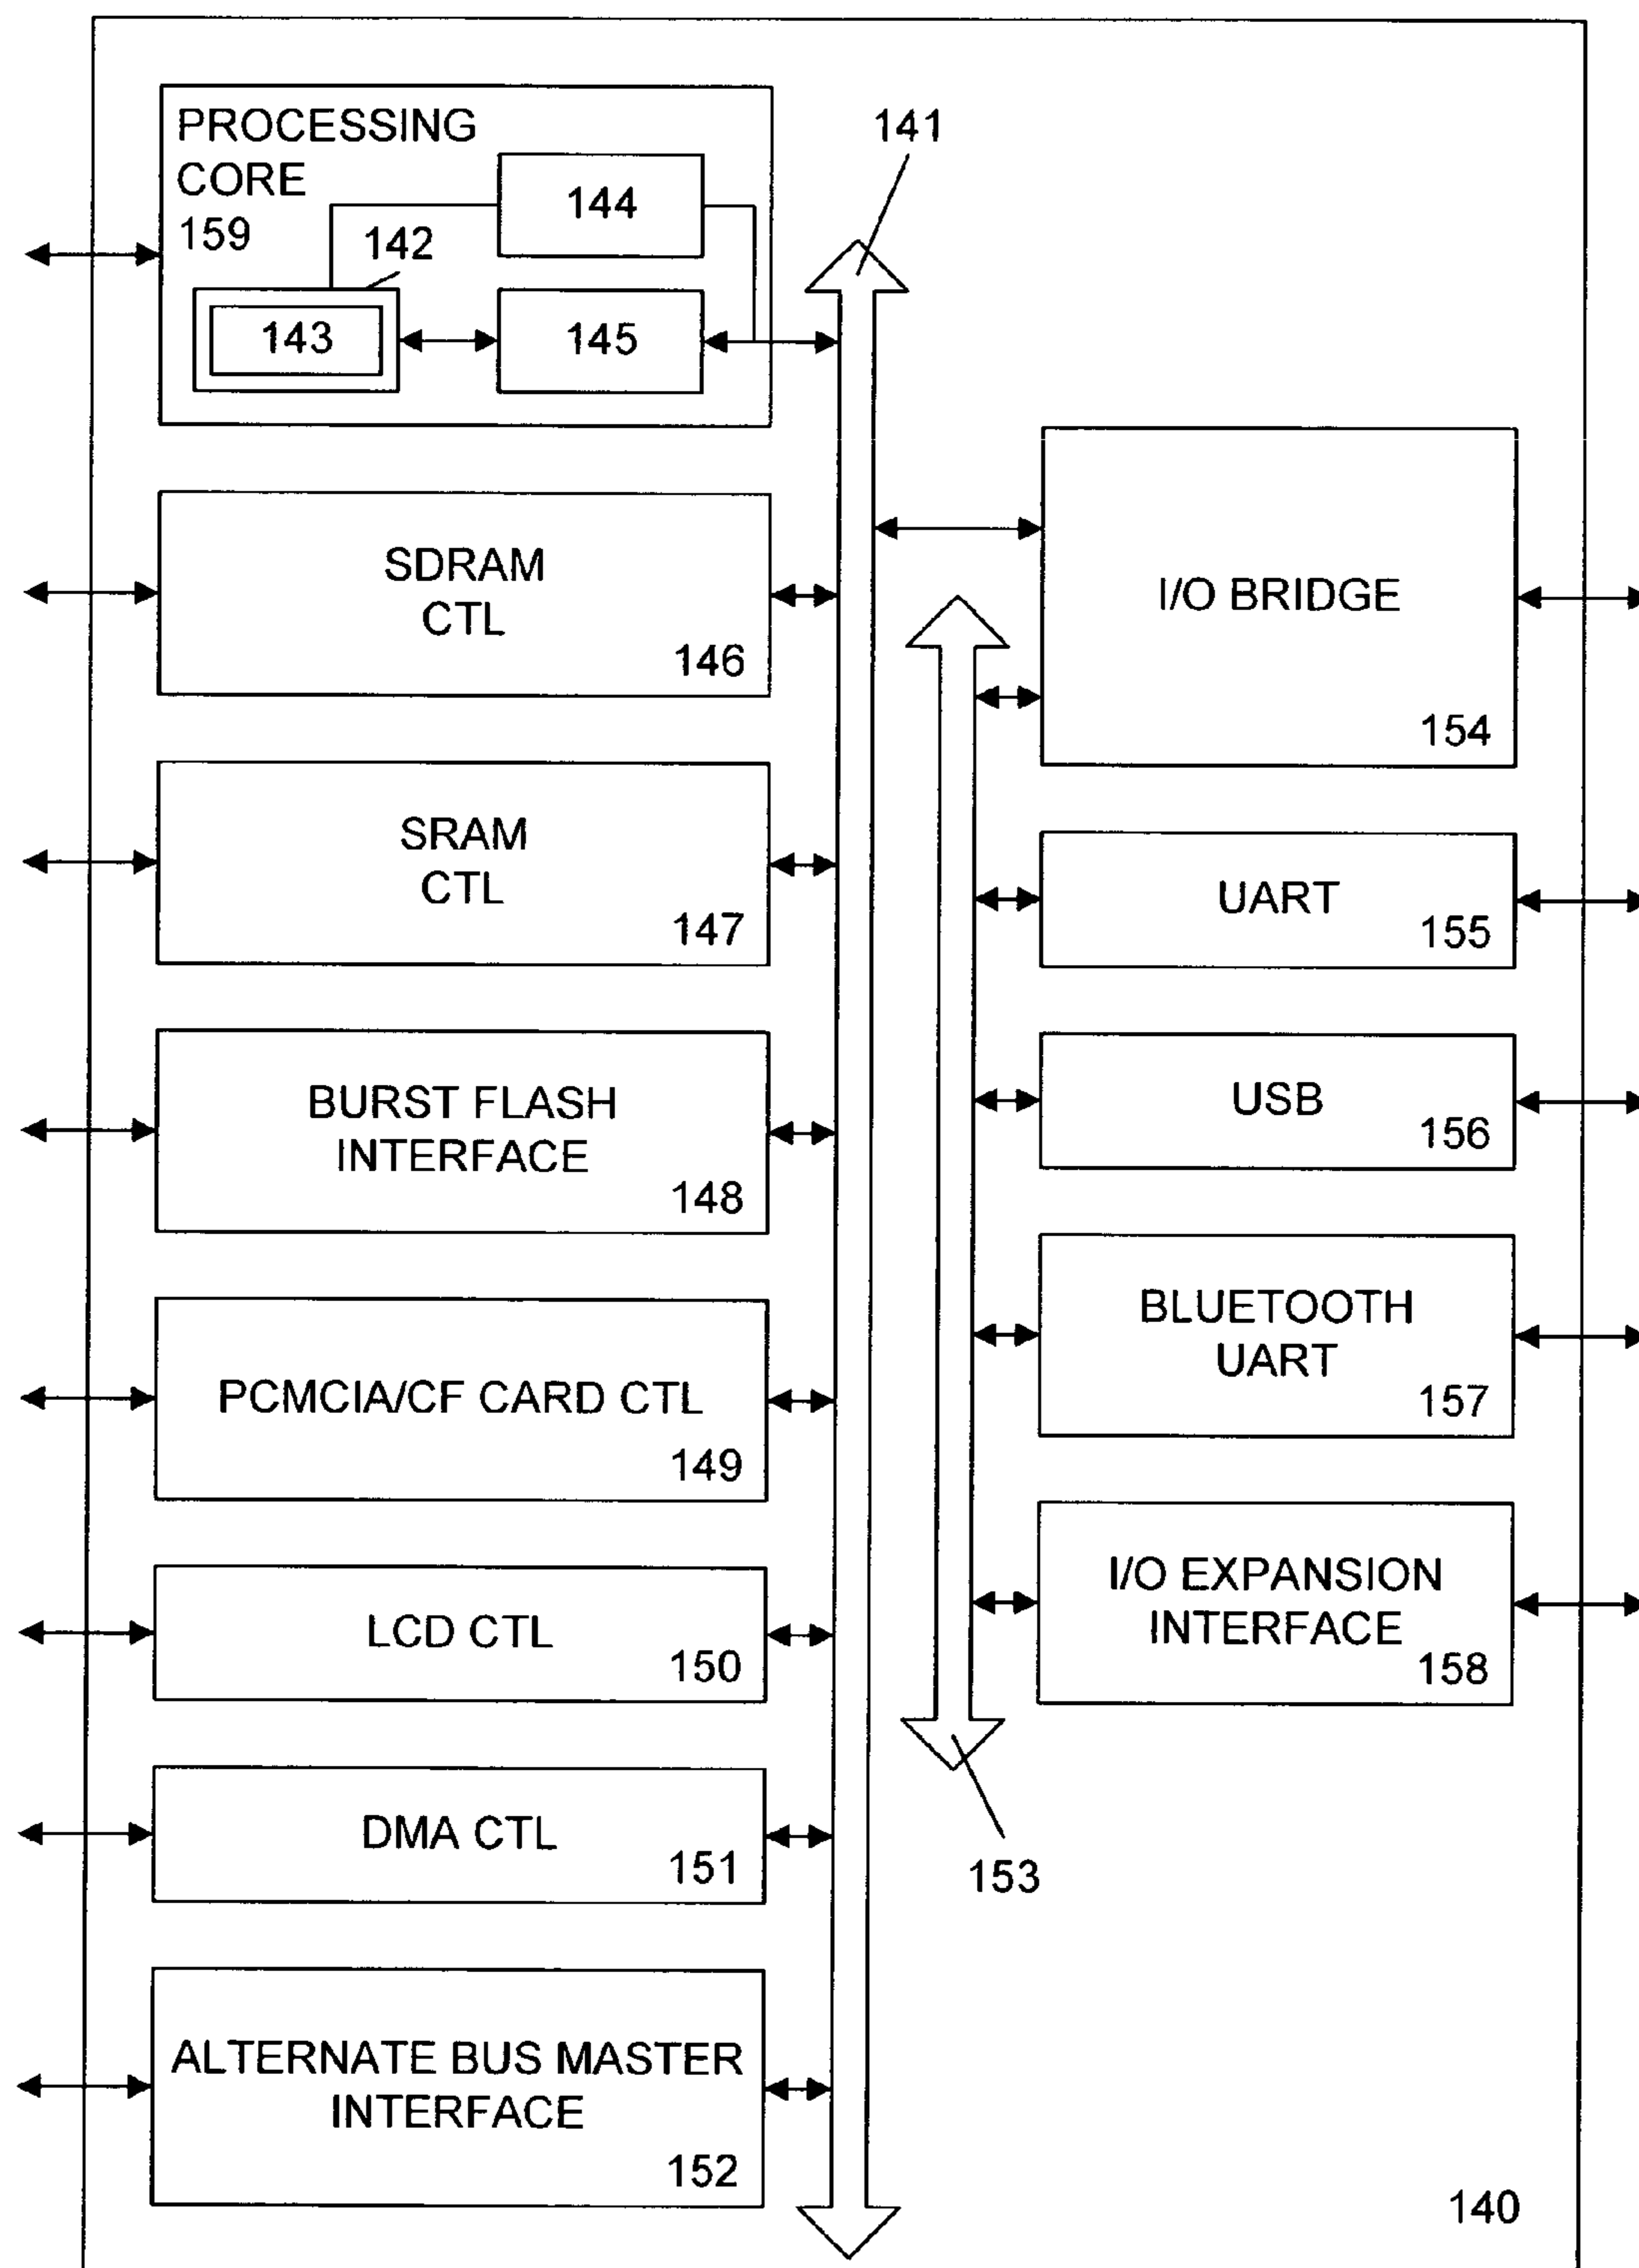 PROCESSING
CORE
159
142
144
143
145
141
SDRAM
CTL
146
SRAM
CTL
147
BURST FLASH
INTERFACE
148
PCMCIA/CF CARD CTL
149
LCD CTL
150
DMA CTL
151
ALTERNATE BUS MASTER
INTERFACE
152
I/O BRIDGE
154
UART
155
USB
156
BLUETOOTH
UART
157
I/O EXPANSION
INTERFACE
158
153
140